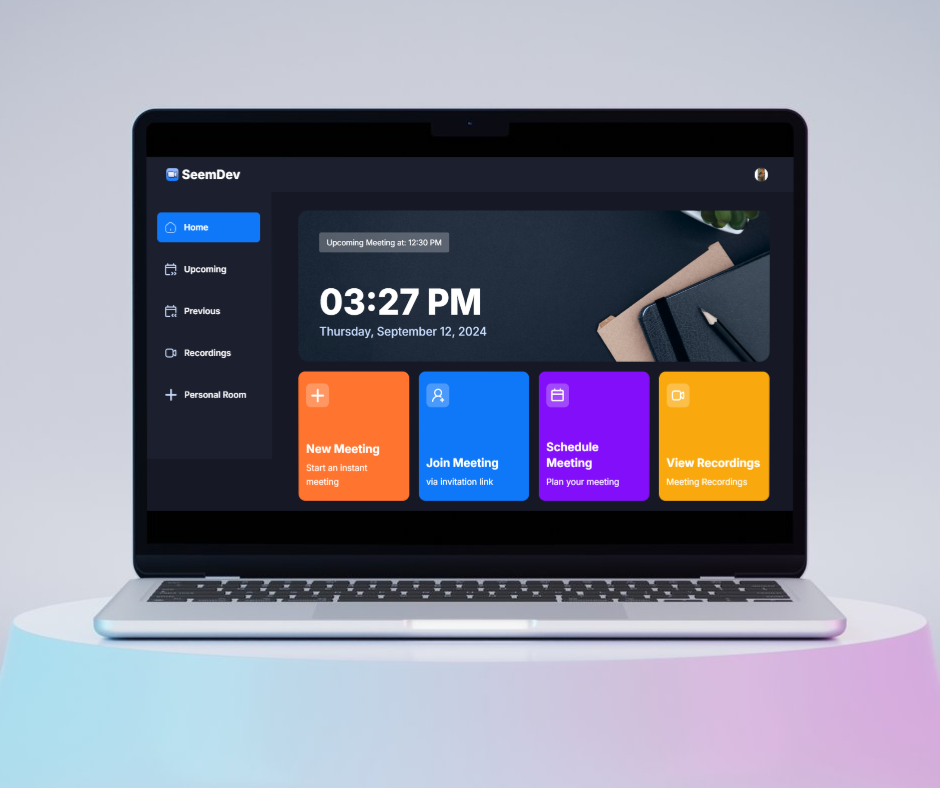 SeemDev
Home
Upcoming
Previous
Recordings
Personal Room
Upcoming Meeting at: 12:30 PM
03:27 PM
Thursday, September 12, 2024
New Meeting
Start an instant
meeting
Join Meeting
via invitation link
Schedule
Meeting
Plan your meeting
View Recordings
Meeting Recordings